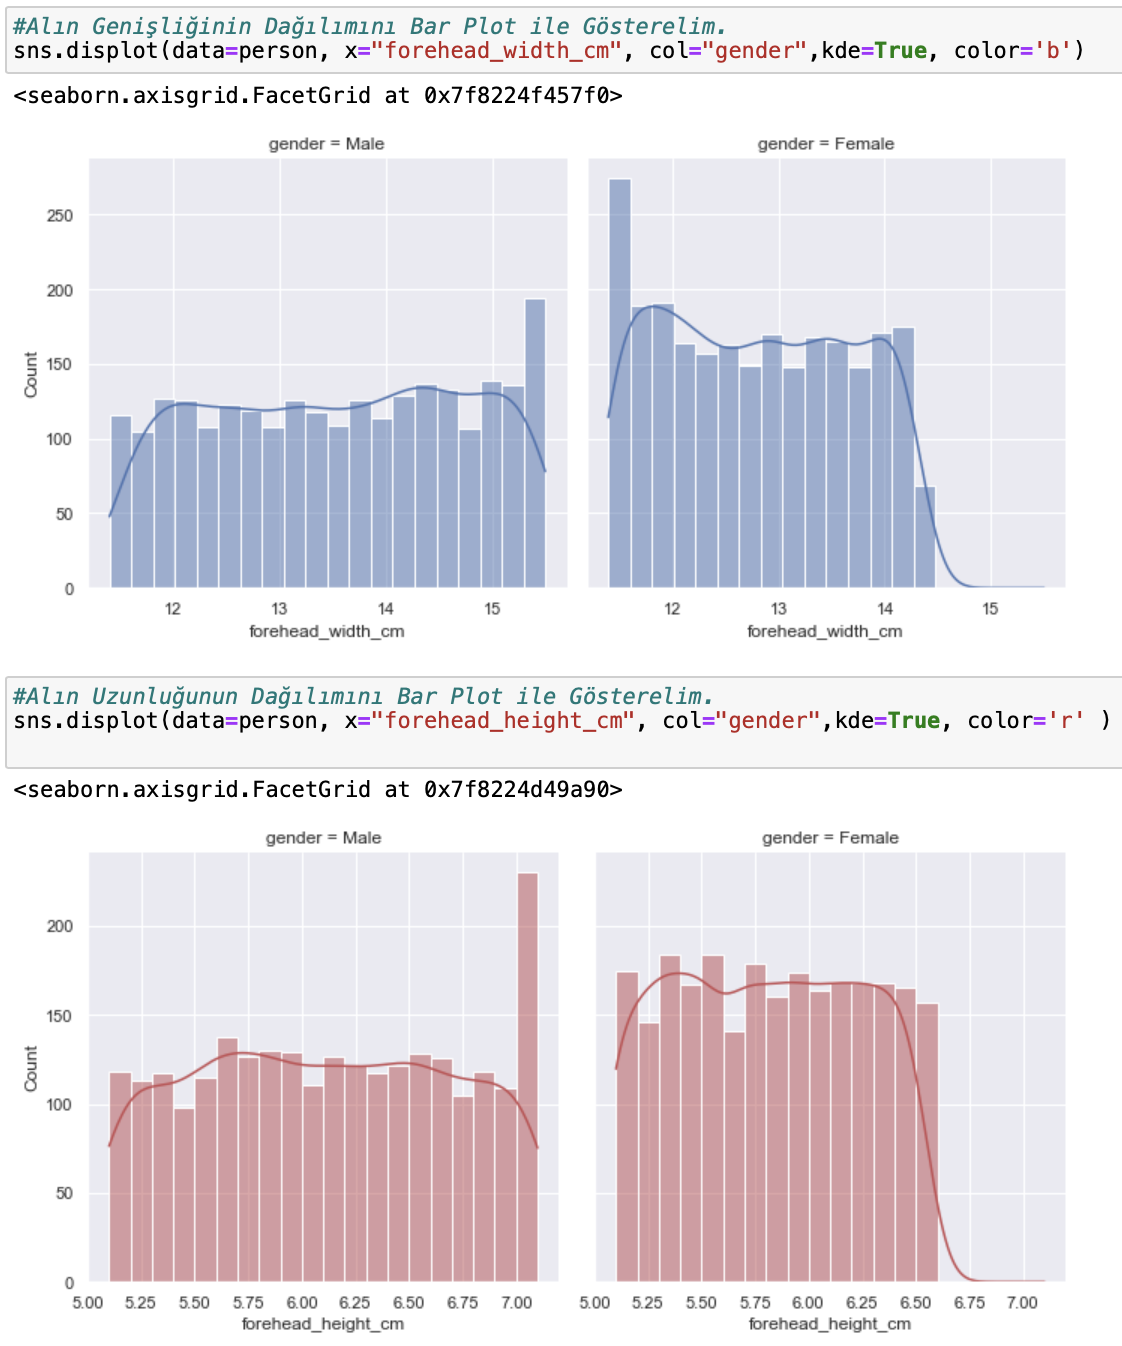 #Alın Genişliğinin Dağılımını Bar Plot ile Gösterelim.
sns.displot(data=person, x="forehead_width_cm", col="gender",kde=True, color='b')
<seaborn.axisgrid.FacetGrid at 0x7f8224f457f0>
gender = Male
gender = Female
250
200
150
100
50
0
Count
12 13 14 15
12 13 14 15
forehead_width_cm
forehead_width_cm
#Alın Uzunluğunun Dağılımını Bar Plot ile Gösterelim.
sns.displot(data=person, x="forehead_height_cm", col="gender",kde=True, color='r' )
<seaborn.axisgrid.FacetGrid at 0x7f8224d49a90>
gender = Male
gender = Female
200
150
100
50
0
Count
5.00 5.25 5.50 5.75 6.00 6.25 6.50 6.75 7.00
5.00 5.25 5.50 5.75 6.00 6.25 6.50 6.75 7.00
forehead_height_cm
forehead_height_cm